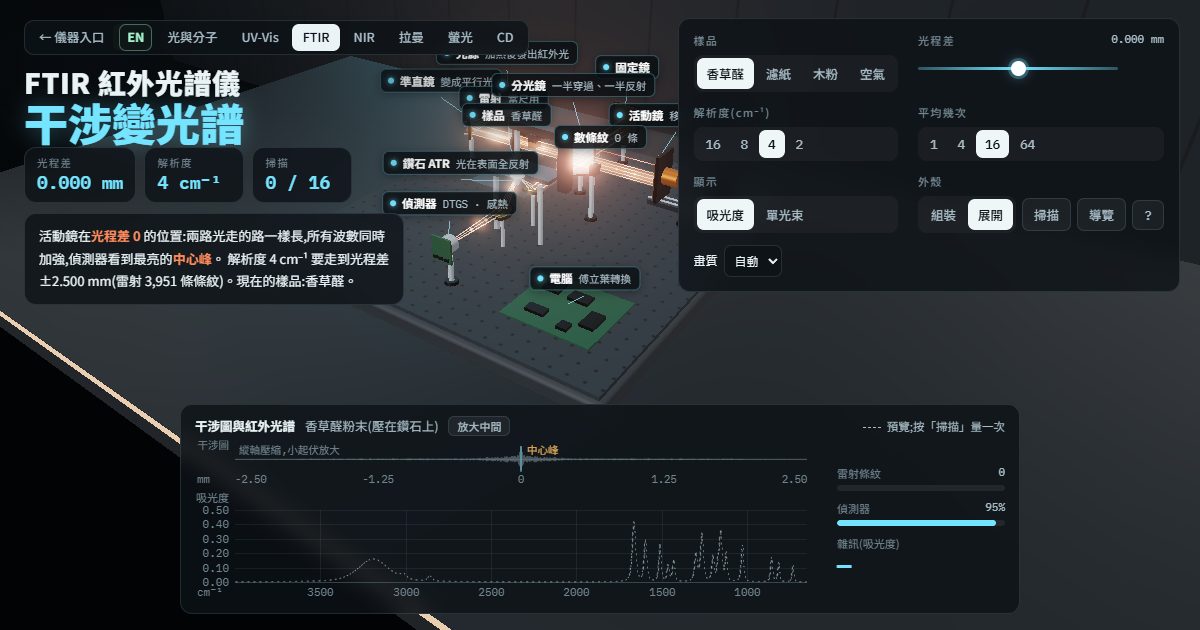 ← 儀器入口 EN 光與分子 UV-Vis FTIR NIR 拉曼 螢光 CD
FTIR 紅外光譜儀
干涉變光譜
光程差
0.000 mm
解析度
4 cm⁻¹
掃描
0 / 16
活動鏡在光程差 0 的位置:兩路光走的路一樣長,所有波數同時
加強,偵測器看到最亮的中心峰。 解析度 4 cm⁻¹ 要走到光程差
±2.500 mm(雷射 3,951 條條紋)。現在的樣品:香草醛。
固定鏡
準直鏡 變成平行光
分光鏡 一半穿過、一半反射
樣品 香草醛
活動鏡
數條紋 0 條
鑽石 ATR 光在表面全反射
偵測器 DTGS · 感熱
電腦 傅立葉轉換
樣品
香草醛 濾紙 木粉 空氣
光程差 0.000 mm
解析度(cm⁻¹)
16 8 4 2
平均幾次
1 4 16 64
顯示
吸光度 單光束
外殼
組裝 展開 掃描 導覽 ?
畫質 自動
干涉圖與紅外光譜 香草醛粉末(壓在鑽石上) 放大中間
---- 預覽;按「掃描」量一次
干涉圖
縱軸壓縮,小起伏放大
中心峰
mm -2.50 -1.25 0 1.25 2.50
吸光度
0.50
0.40
0.30
0.20
0.10
0.00
cm⁻¹ 3500 3000 2500 2000 1500 1000
雷射條紋 0
偵測器 95%
雜訊(吸光度)